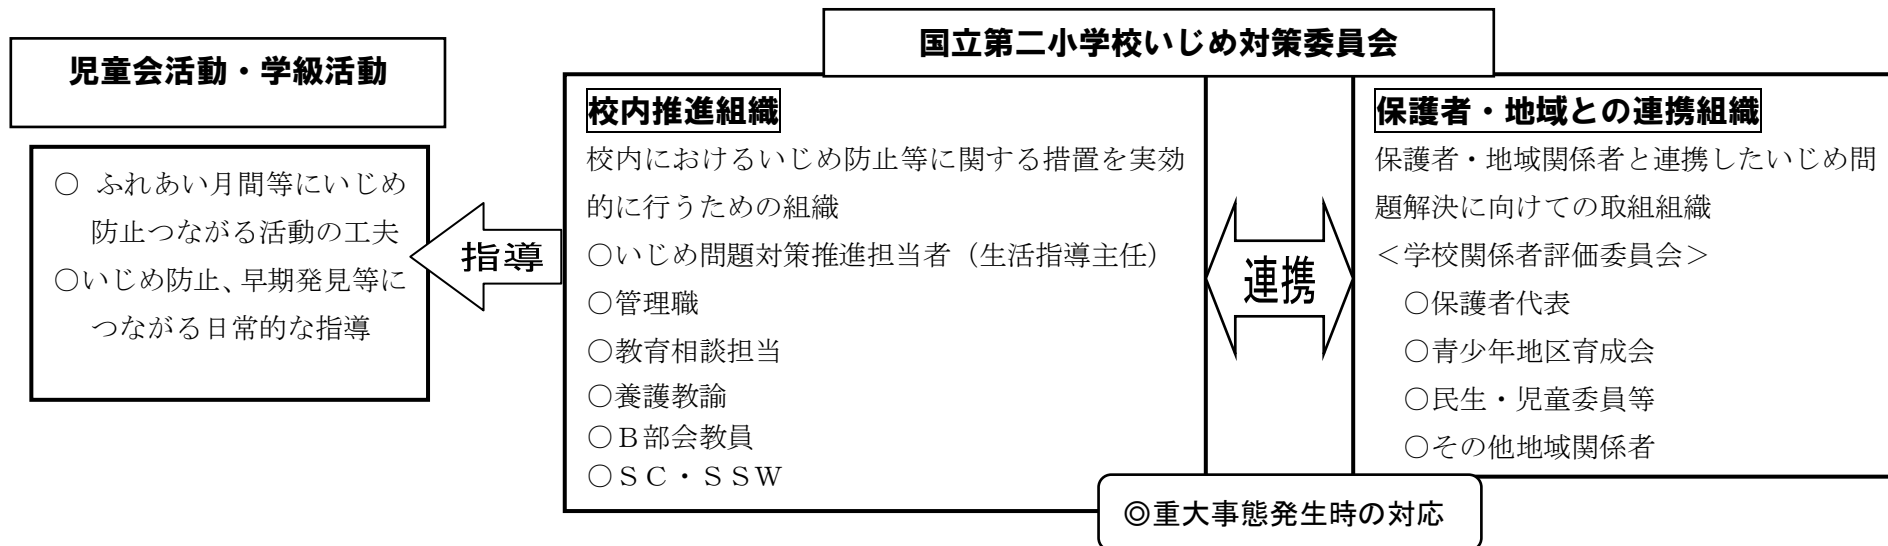 国立第二小学校いじめ対策委員会
児童会活動・学級活動
○ ふれあい月間等にいじめ
防止つながる活動の工夫
○いじめ防止、早期発見等に
つながる日常的な指導
指導
校内推進組織
校内におけるいじめ防止等に関する措置を実効
的に行うための組織
○いじめ問題対策推進担当者（生活指導主任）
○管理職
○教育相談担当
○養護教諭
○Ｂ部会教員
○ＳＣ・ＳＳＷ
連携
保護者・地域との連携組織
保護者・地域関係者と連携したいじめ問
題解決に向けての取組組織
＜学校関係者評価委員会＞
○保護者代表
○青少年地区育成会
○民生・児童委員等
○その他地域関係者
◎重大事態発生時の対応